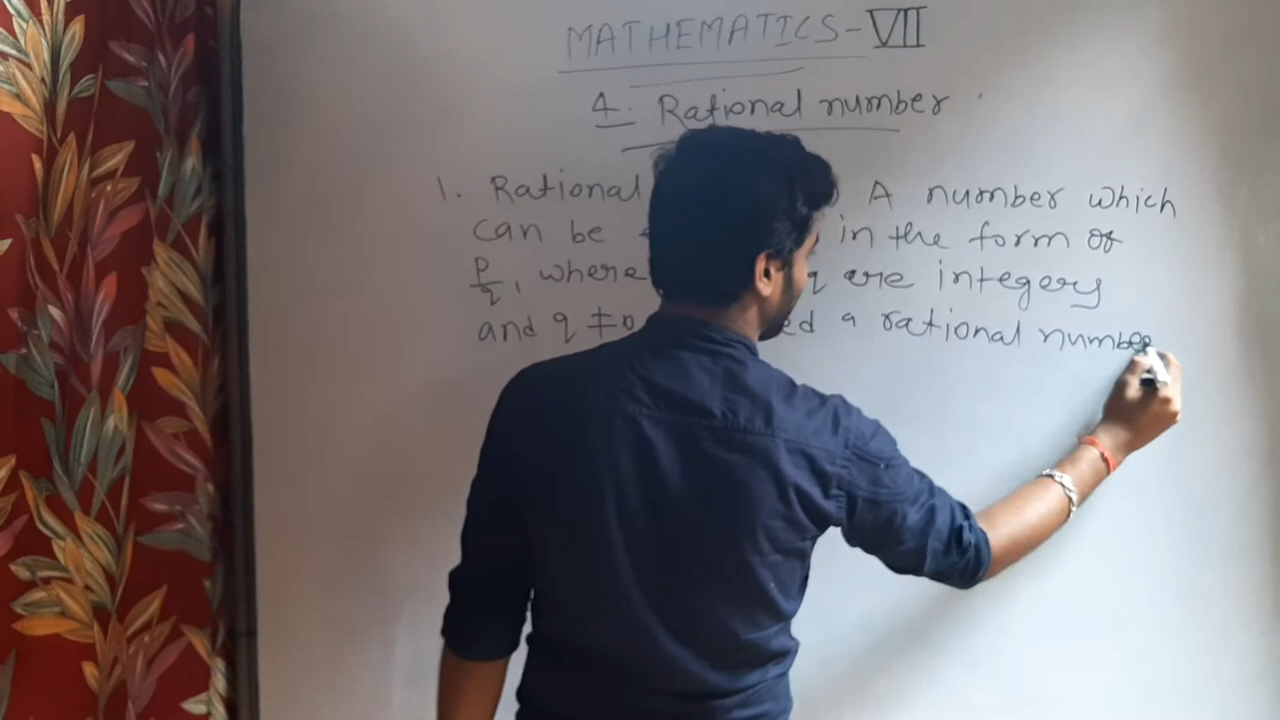 MATHEMATICS-VII
4. Rational number
1. Rational A number which
can be in the form of
p/q, where q are integers
and q ≠ 0 ed a rational number